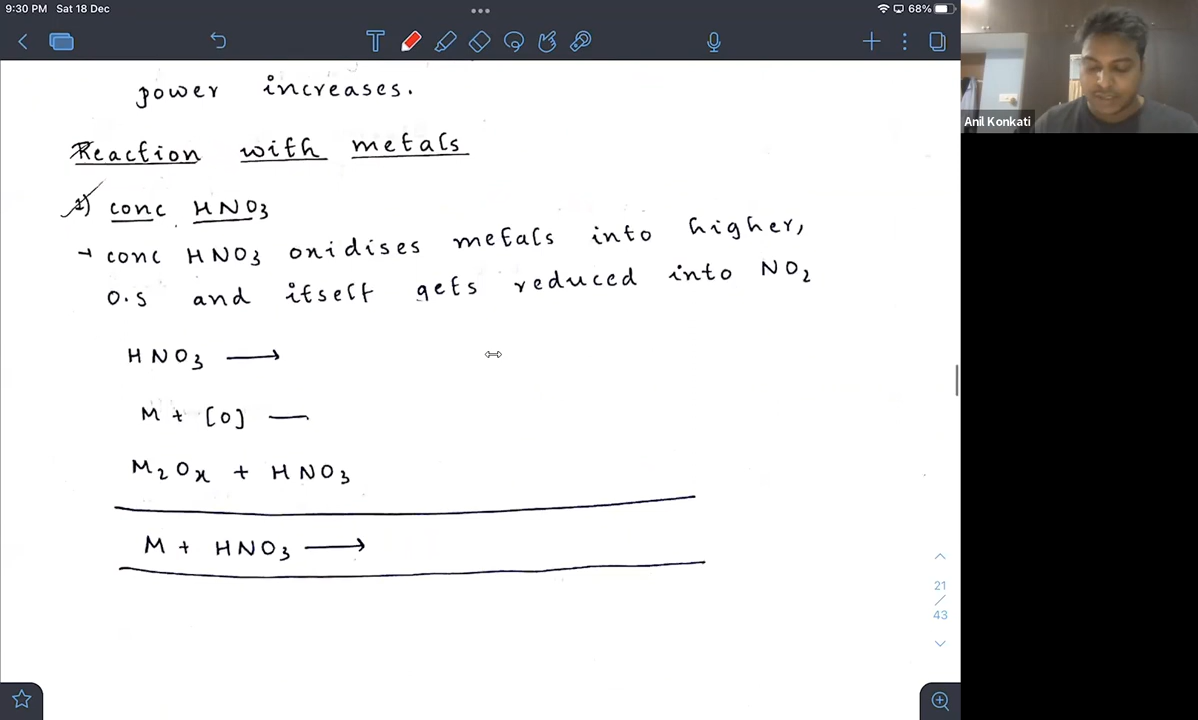 9:30 PM Sat 18 Dec
68%
power increases.
Anil Konkati
Reaction with metals
1) conc HNO3
→ conc HNO3 onidises metals into higher,
O.S and itself gets reduced into NO2
HNO3 →
M + [O] —
M2Ox + HNO3
M + HNO3 →
21
/
43